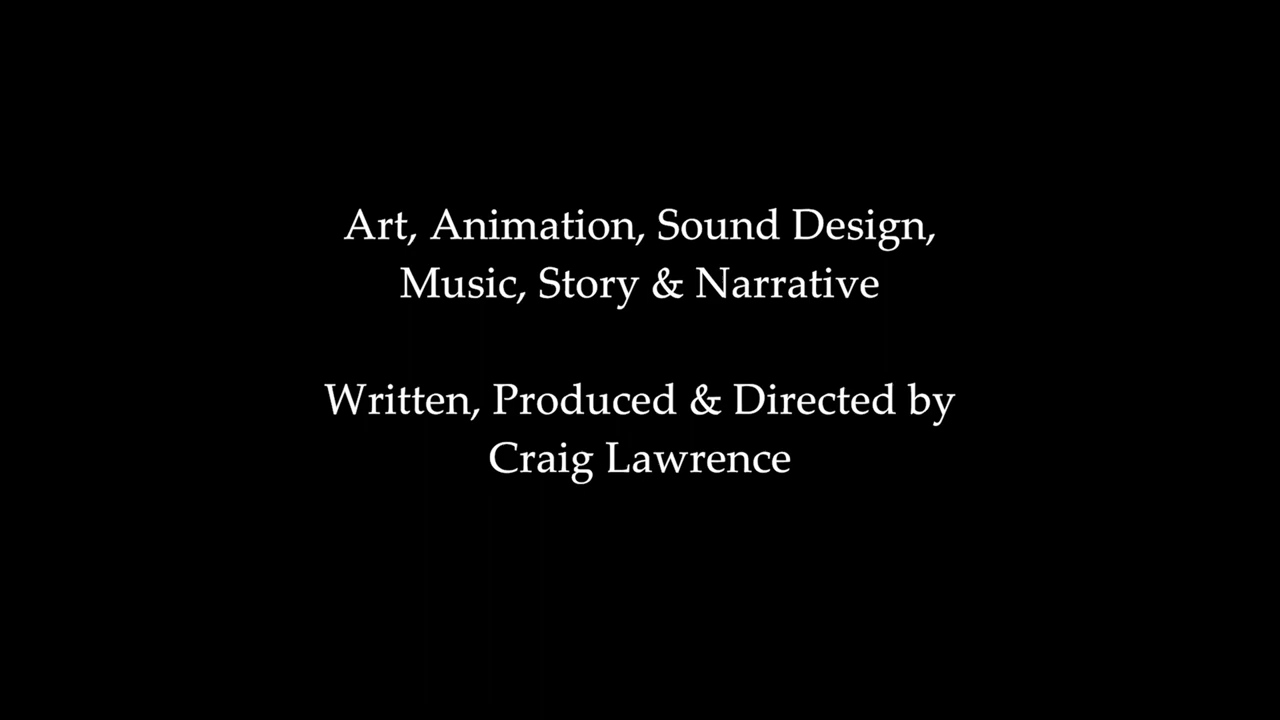 Art, Animation, Sound Design,
Music, Story & Narrative
Written, Produced & Directed by
Craig Lawrence